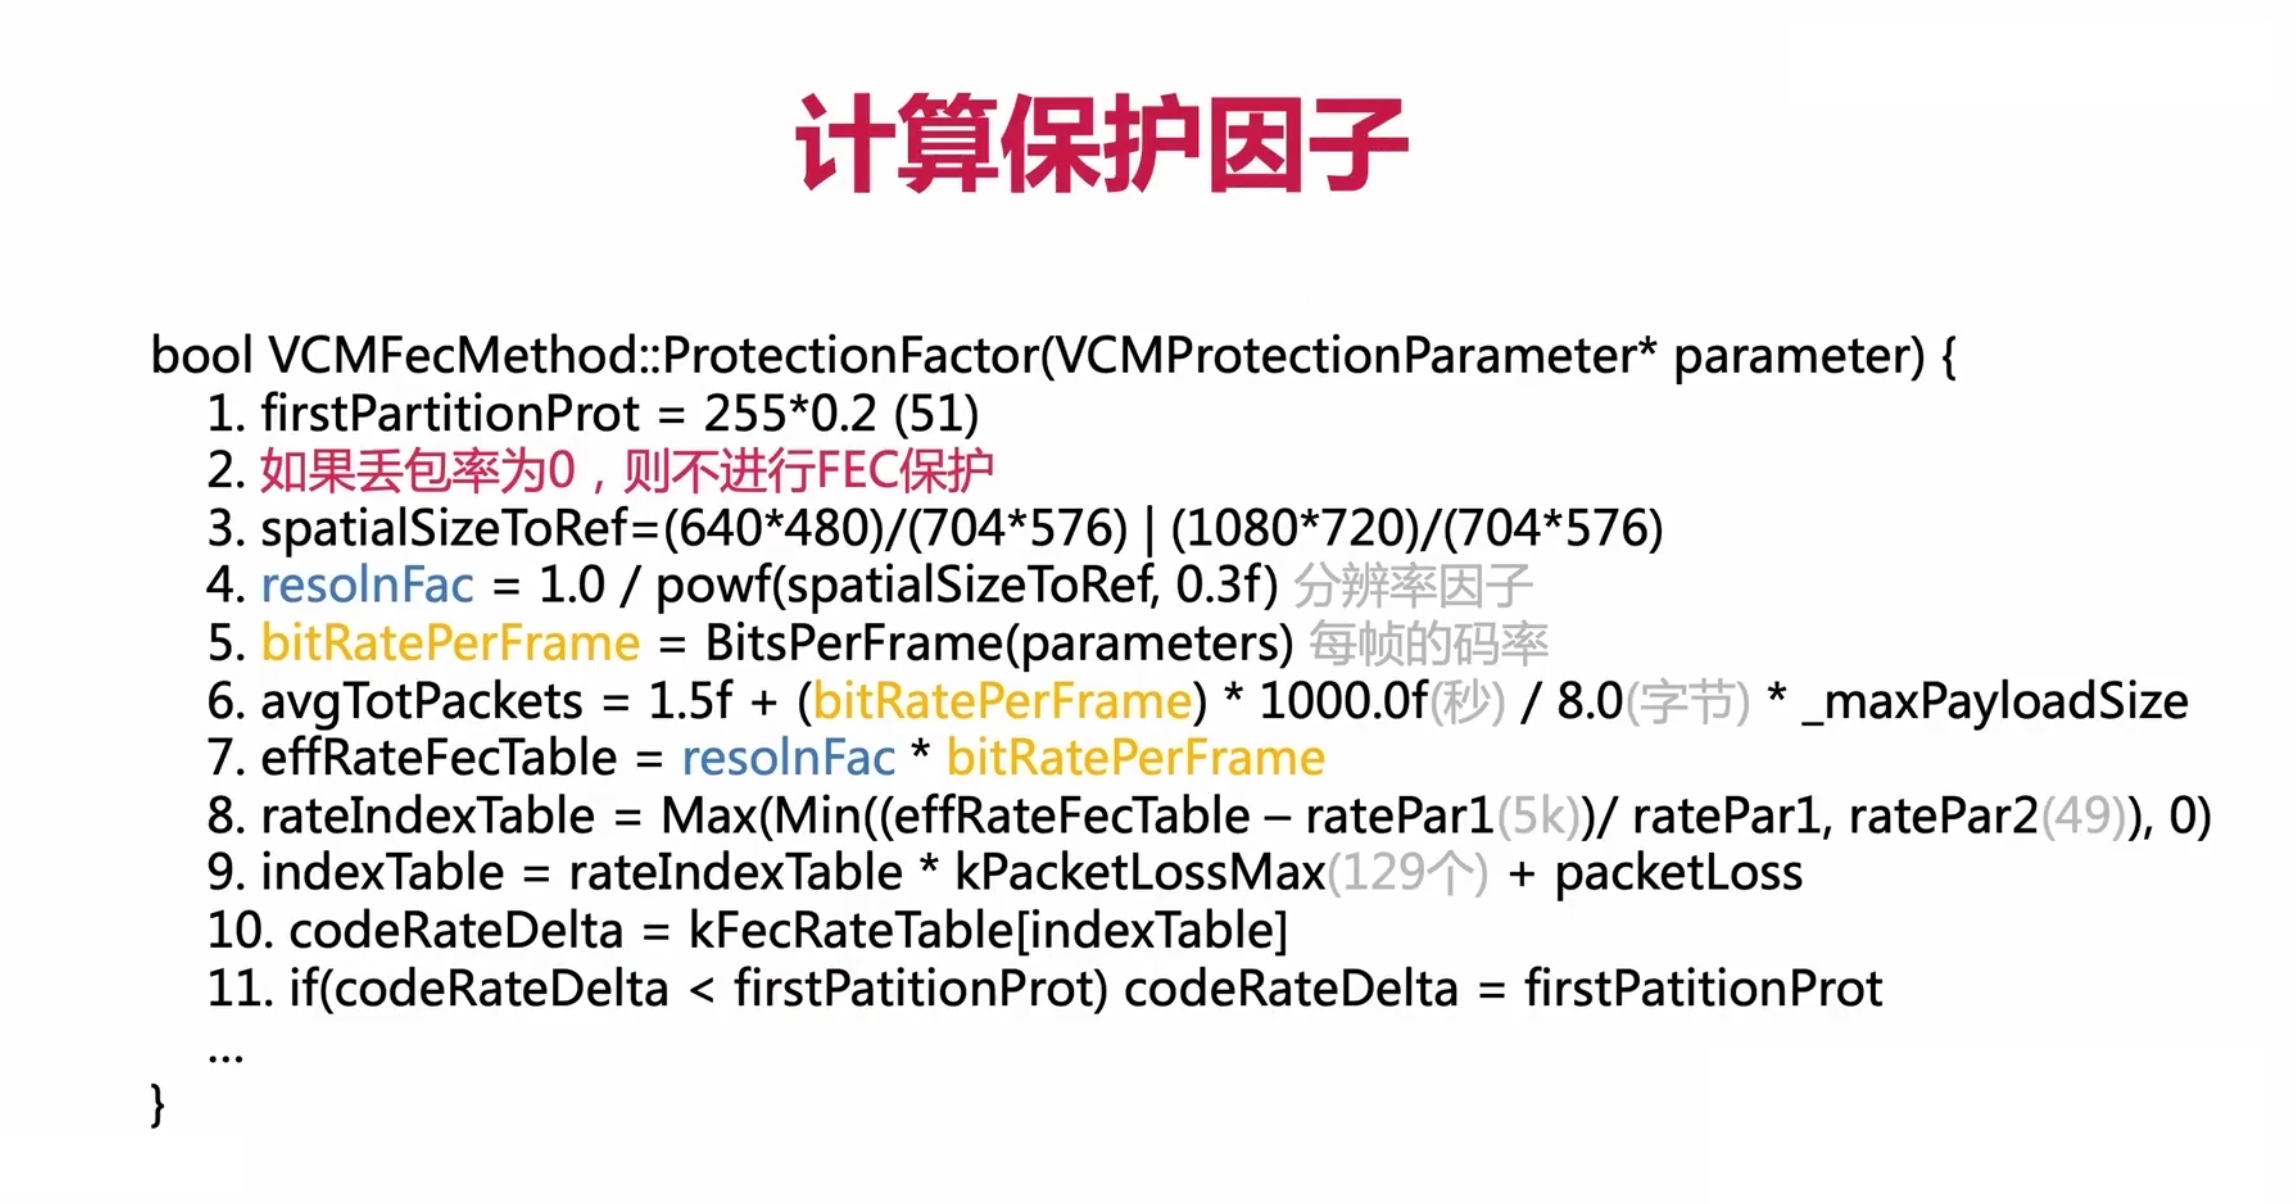 计算保护因子
bool VCMFecMethod::ProtectionFactor(VCMProtectionParameter* parameter) {
1. firstPartitionProt = 255*0.2 (51)
2. 如果丢包率为0，则不进行FEC保护
3. spatialSizeToRef=(640*480)/(704*576) | (1080*720)/(704*576)
4. resolnFac = 1.0 / powf(spatialSizeToRef, 0.3f) 分辨率因子
5. bitRatePerFrame = BitsPerFrame(parameters) 每帧的码率
6. avgTotPackets = 1.5f + (bitRatePerFrame) * 1000.0f(秒) / 8.0(字节) * _maxPayloadSize
7. effRateFecTable = resolnFac * bitRatePerFrame
8. rateIndexTable = Max(Min((effRateFecTable – ratePar1(5k))/ ratePar1, ratePar2(49)), 0)
9. indexTable = rateIndexTable * kPacketLossMax(129个) + packetLoss
10. codeRateDelta = kFecRateTable[indexTable]
11. if(codeRateDelta < firstPatitionProt) codeRateDelta = firstPatitionProt
...
}